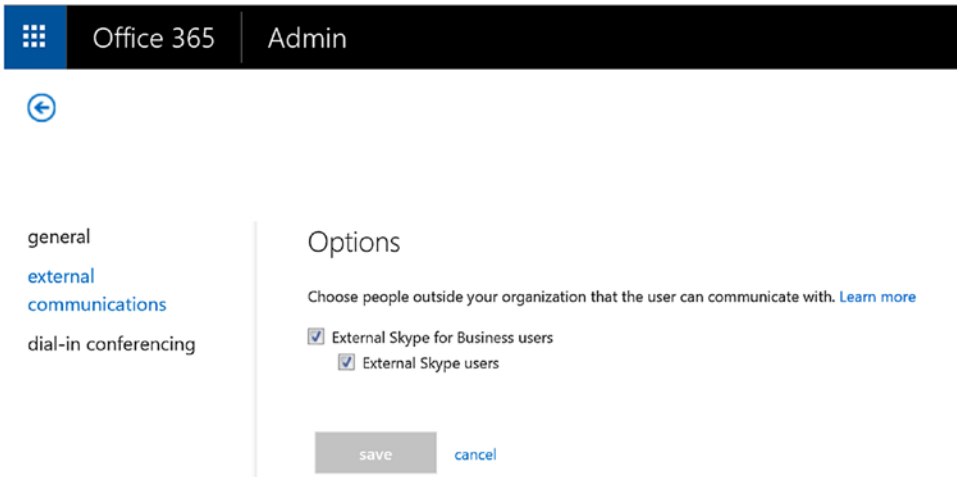 Office 365 Admin
general
external
communications
dial-in conferencing
Options
Choose people outside your organization that the user can communicate with. Learn more
External Skype for Business users
External Skype users
save cancel